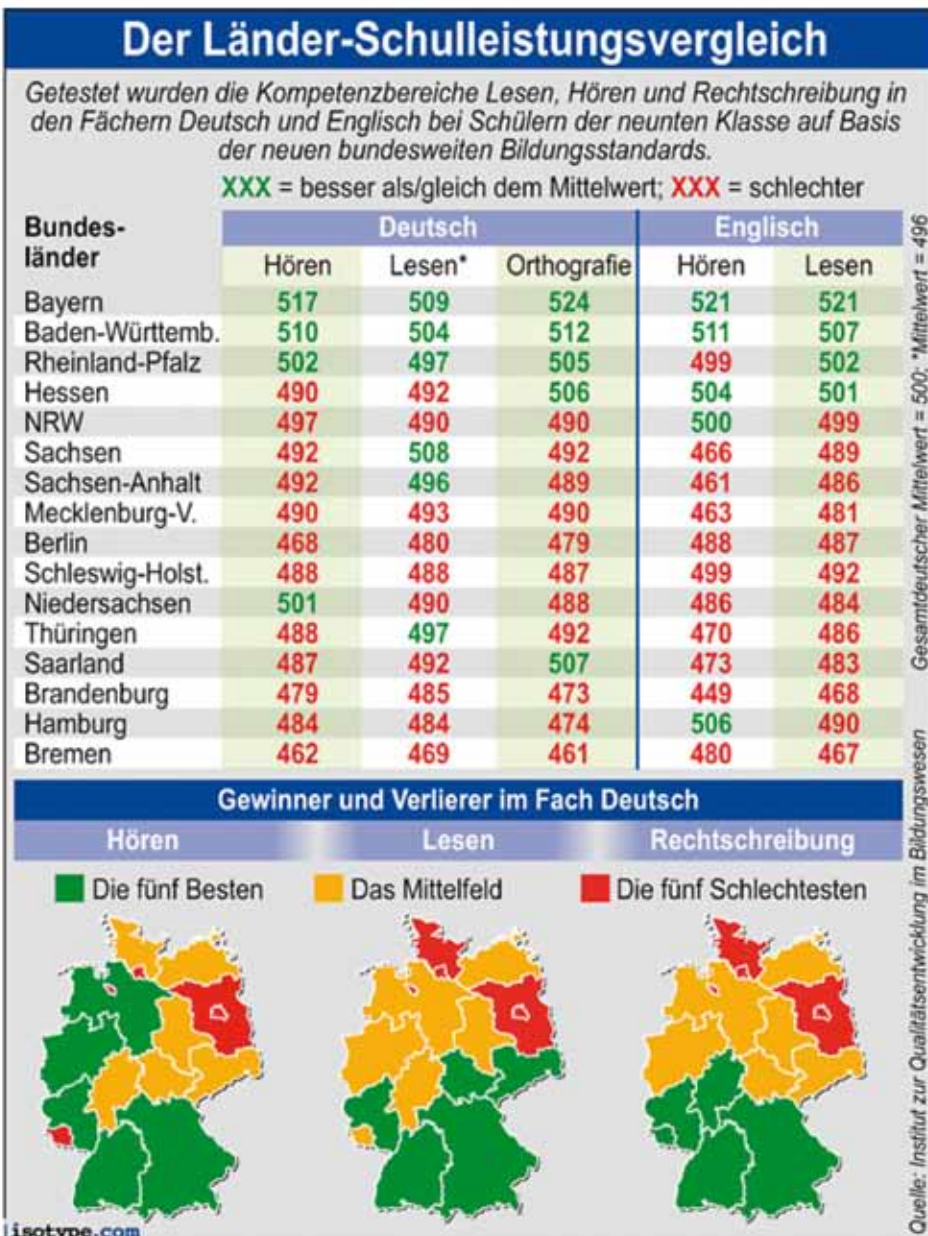 Der Länder-Schulleistungsvergleich
Getestet wurden die Kompetenzbereiche Lesen, Hören und Rechtschreibung in
den Fächern Deutsch und Englisch bei Schülern der neunten Klasse auf Basis
der neuen bundesweiten Bildungsstandards.
XXX = besser als/gleich dem Mittelwert; XXX = schlechter
Bundes-
länder
Deutsch Englisch
Hören Lesen* Orthografie Hören Lesen
Bayern 517 509 524 521 521
Baden-Württemb. 510 504 512 511 507
Rheinland-Pfalz 502 497 505 499 502
Hessen 490 492 506 504 501
NRW 497 490 490 500 499
Sachsen 492 508 492 466 489
Sachsen-Anhalt 492 496 489 461 486
Mecklenburg-V. 490 493 490 463 481
Berlin 468 480 479 488 487
Schleswig-Holst. 488 488 487 499 492
Niedersachsen 501 490 488 486 484
Thüringen 488 497 492 470 486
Saarland 487 492 507 473 483
Brandenburg 479 485 473 449 468
Hamburg 484 484 474 506 490
Bremen 462 469 461 480 467
Gewinner und Verlierer im Fach Deutsch
Hören Lesen Rechtschreibung
Die fünf Besten Das Mittelfeld Die fünf Schlechtesten
lisotype.com
Quelle: Institut zur Qualitätsentwicklung im Bildungswesen Gesamtdeutscher Mittelwert = 500; *Mittelwert = 496